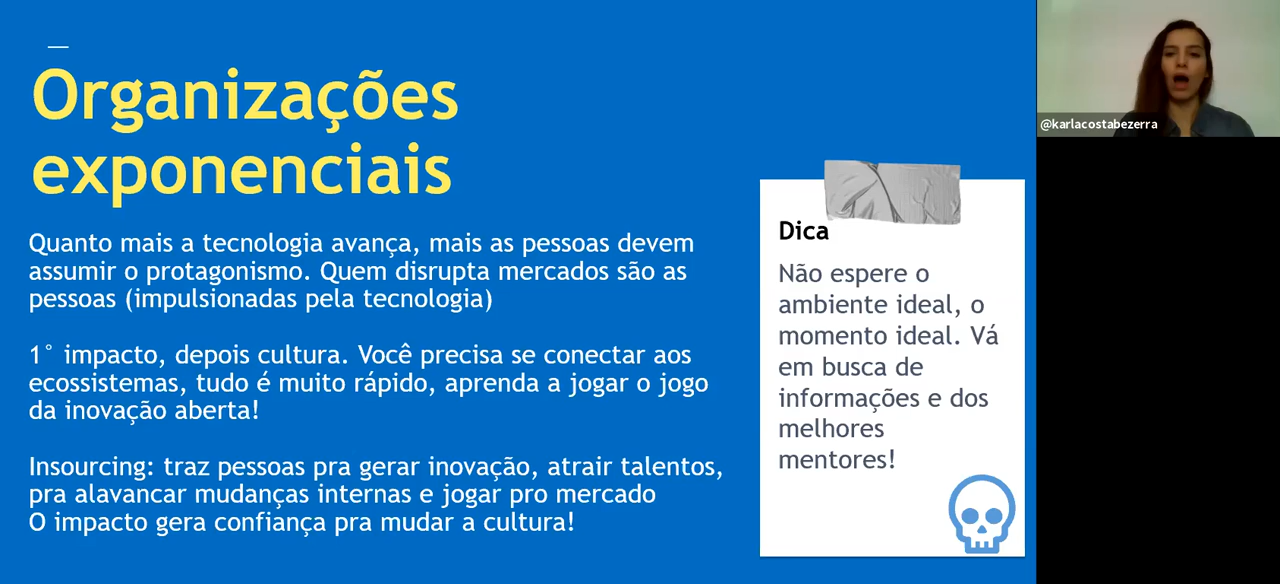 Organizações
exponenciais
Quanto mais a tecnologia avança, mais as pessoas devem
assumir o protagonismo. Quem disrupta mercados são as
pessoas (impulsionadas pela tecnologia)
1° impacto, depois cultura. Você precisa se conectar aos
ecossistemas, tudo é muito rápido, aprenda a jogar o jogo
da inovação aberta!
Insourcing: traz pessoas pra gerar inovação, atrair talentos,
pra alavancar mudanças internas e jogar pro mercado
O impacto gera confiança pra mudar a cultura!
Dica
Não espere o
ambiente ideal, o
momento ideal. Vá
em busca de
informações e dos
melhores
mentores!
@karlacostabezerra